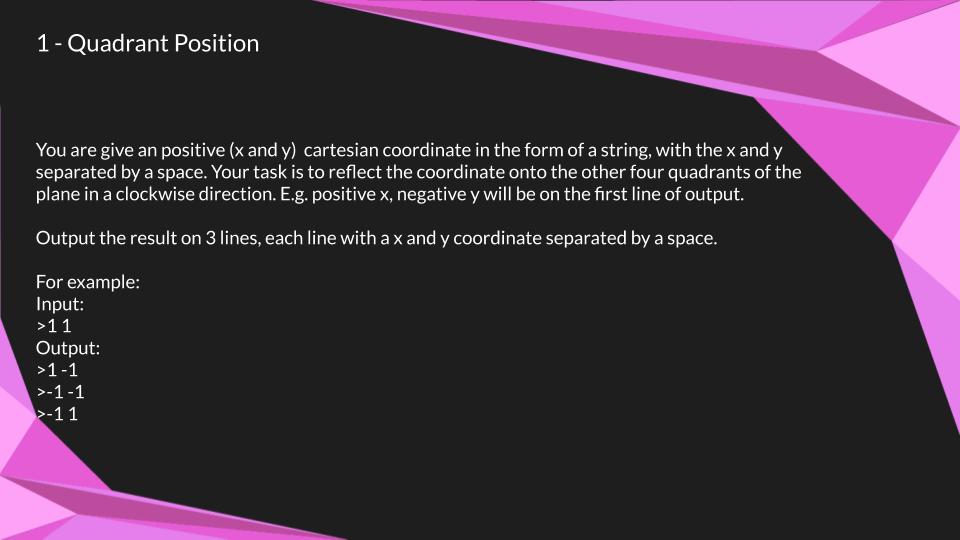 1 - Quadrant Position
You are give an positive (x and y)  cartesian coordinate in the form of a string, with the x and y
separated by a space. Your task is to reflect the coordinate onto the other four quadrants of the
plane in a clockwise direction. E.g. positive x, negative y will be on the first line of output.
Output the result on 3 lines, each line with a x and y coordinate separated by a space.
For example:
Input:
>1 1
Output:
>1 -1
>-1 -1
>-1 1